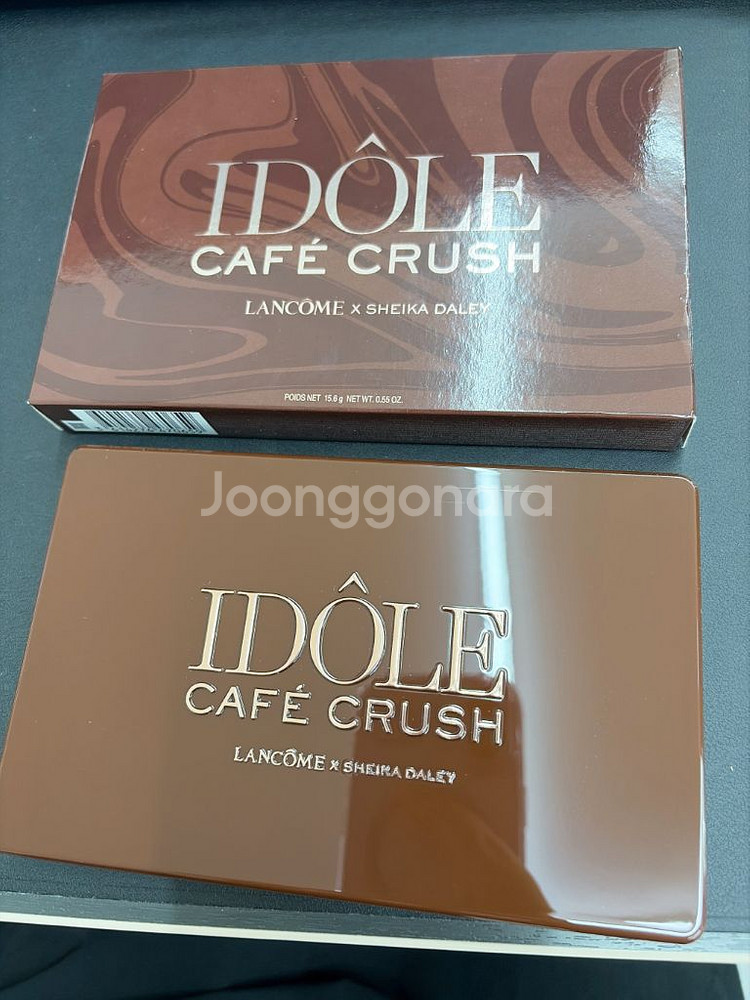 IDÔLE
CAFÉ CRUSH
LANCÔME X SHEIKA DALEY
POIDS NET 15.6 g NET WT. 0.55 OZ.
Joonggonara
IDÔLE
CAFÉ CRUSH
LANCÔME X SHEIKA DALEY